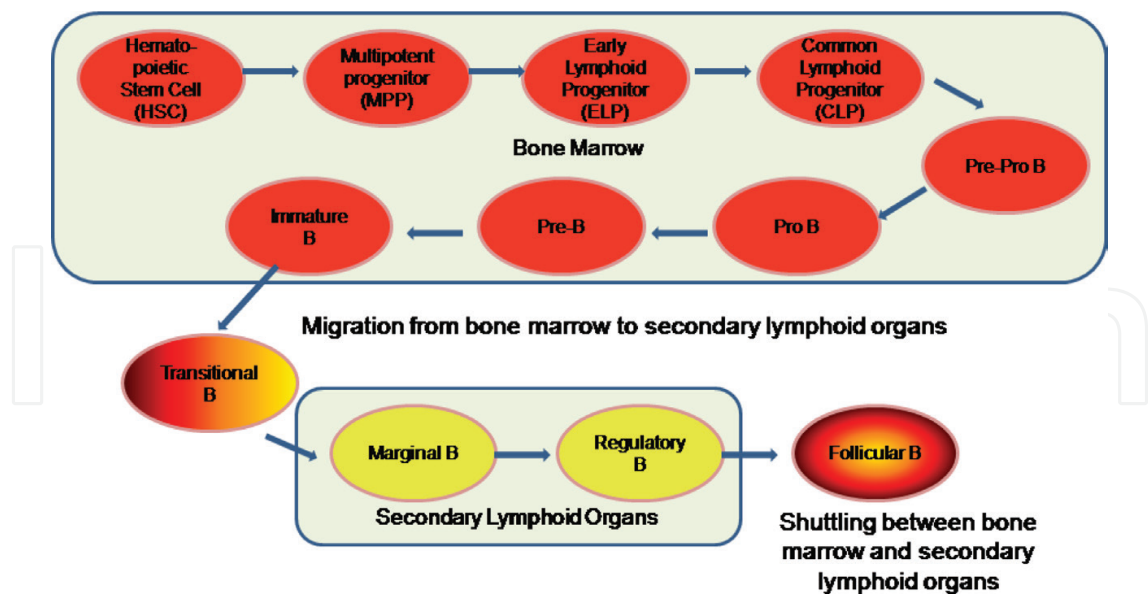 Hemato-
poietic
Stem Cell
(HSC)
Multipotent
progenitor
(MPP)
Early
Lymphoid
Progenitor
(ELP)
Common
Lymphoid
Progenitor
(CLP)
Bone Marrow
Pre-Pro B
Immature
B
Pre-B
Pro B
Migration from bone marrow to secondary lymphoid organs
Transitional
B
Marginal B
Regulatory
B
Follicular B
Secondary Lymphoid Organs
Shuttling between bone
marrow and secondary
lymphoid organs